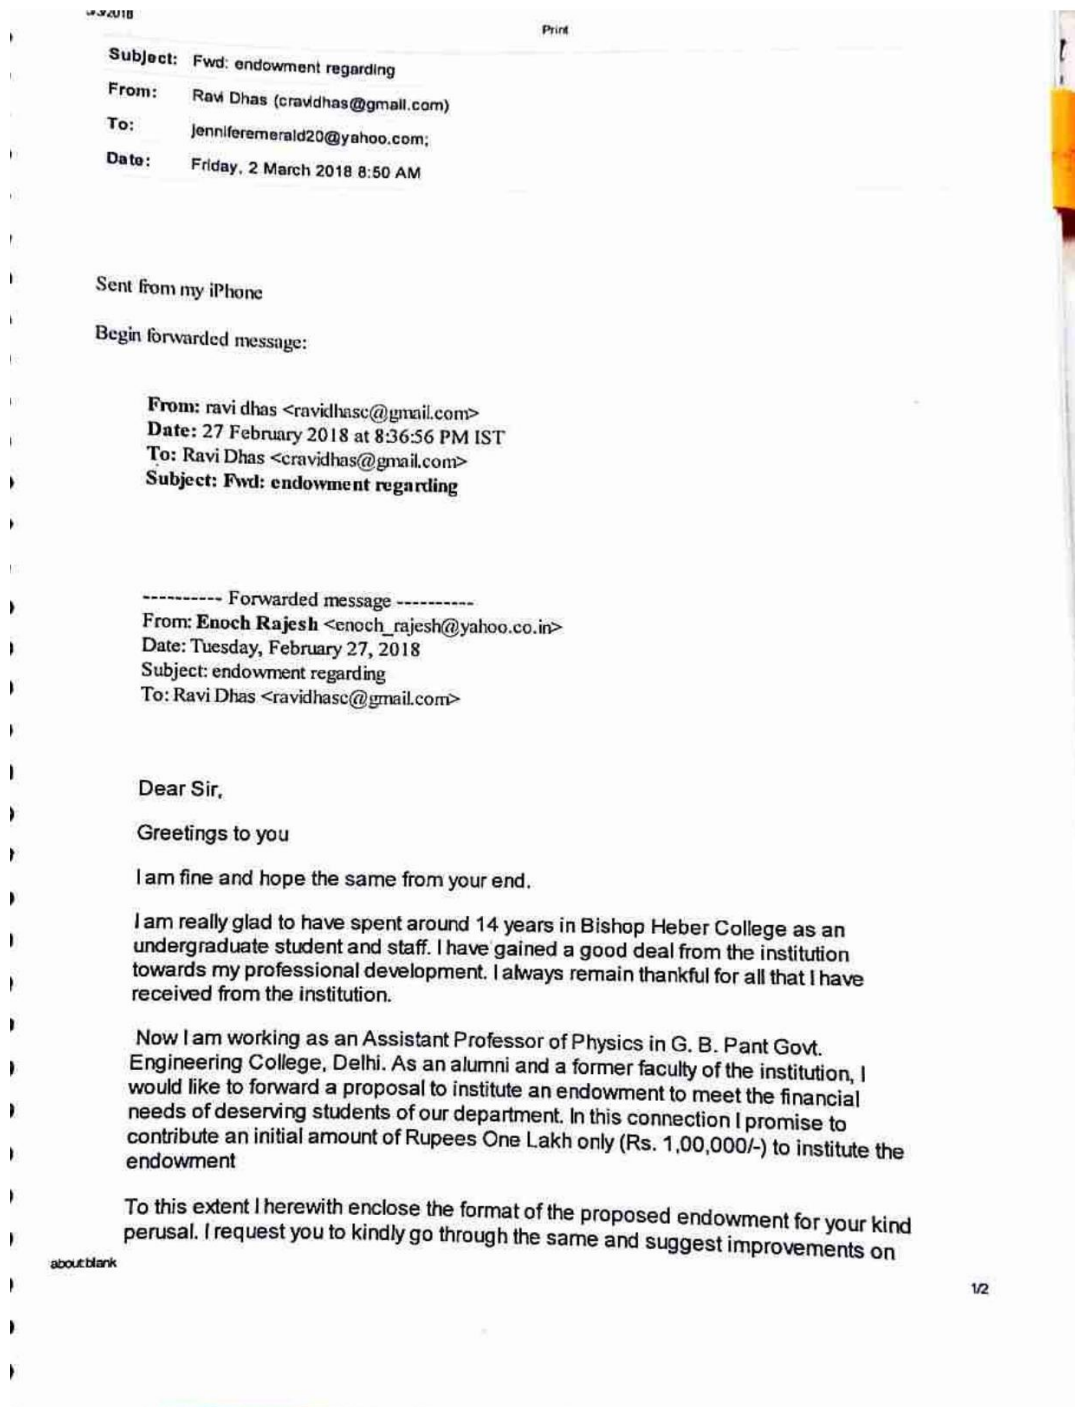 Print
Subject: Fwd: endowment regarding
From: Ravi Dhas (cravidhas@gmail.com)
To: jenniferemerald20@yahoo.com;
Date: Friday, 2 March 2018 8:50 AM
Sent from my iPhone
Begin forwarded message:
From: ravi dhas <ravidhasc@gmail.com>
Date: 27 February 2018 at 8:36:56 PM IST
To: Ravi Dhas <cravidhas@gmail.com>
Subject: Fwd: endowment regarding
---------- Forwarded message ----------
From: Enoch Rajesh <enoch_rajesh@yahoo.co.in>
Date: Tuesday, February 27, 2018
Subject: endowment regarding
To: Ravi Dhas <ravidhasc@gmail.com>
Dear Sir,
Greetings to you
I am fine and hope the same from your end.
I am really glad to have spent around 14 years in Bishop Heber College as an
undergraduate student and staff. I have gained a good deal from the institution
towards my professional development. I always remain thankful for all that I have
received from the institution.
Now I am working as an Assistant Professor of Physics in G. B. Pant Govt.
Engineering College, Delhi. As an alumni and a former faculty of the institution, I
would like to forward a proposal to institute an endowment to meet the financial
needs of deserving students of our department. In this connection I promise to
contribute an initial amount of Rupees One Lakh only (Rs. 1,00,000/-) to institute the
endowment
To this extent I herewith enclose the format of the proposed endowment for your kind
perusal. I request you to kindly go through the same and suggest improvements on
about:blank
1/2